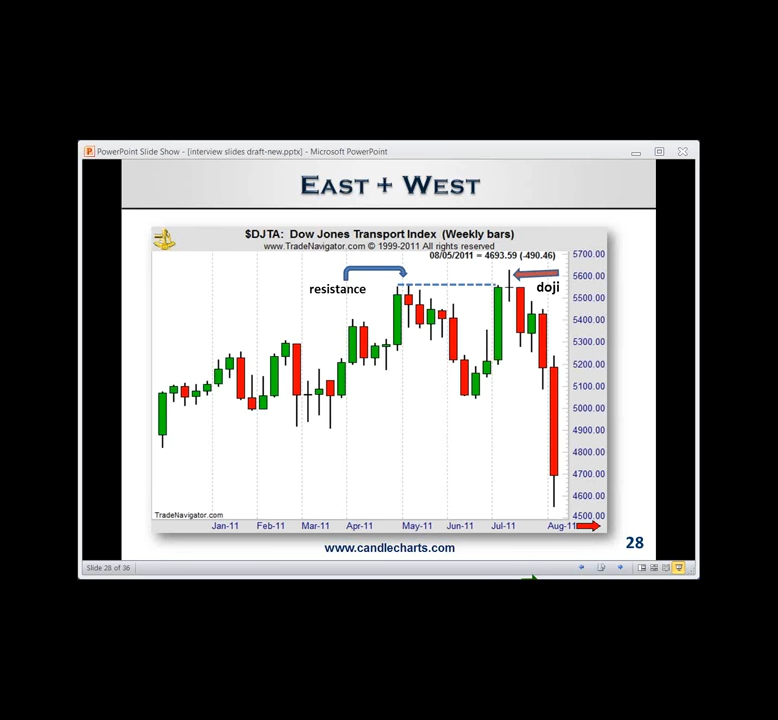 PowerPoint Slide Show - [interview slides draft-new.pptx] - Microsoft PowerPoint
EAST + WEST
$DJTA: Dow Jones Transport Index (Weekly bars)
www.TradeNavigator.com © 1999-2011 All rights reserved
08/05/2011 = 4693.59 (-490.46)
5700.00
5600.00
resistance
doji
5500.00
5400.00
5300.00
5200.00
5100.00
5000.00
4900.00
4800.00
4700.00
4600.00
4500.00
TradeNavigator.com
Jan-11 Feb-11 Mar-11 Apr-11 May-11 Jun-11 Jul-11 Aug-11
www.candlecharts.com
28
Slide 28 of 36